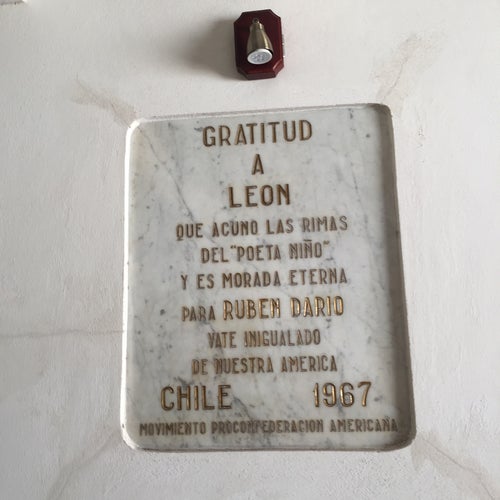 GRATITUD
A
LEON
QUE ACUNO LAS RIMAS
DEL "POETA NIÑO"
Y ES MORADA ETERNA
PARA RUBEN DARIO
VATE INIGUALADO
DE NUESTRA AMERICA
CHILE 1967
MOVIMIENTO PROCONFEDERACION AMERICANA